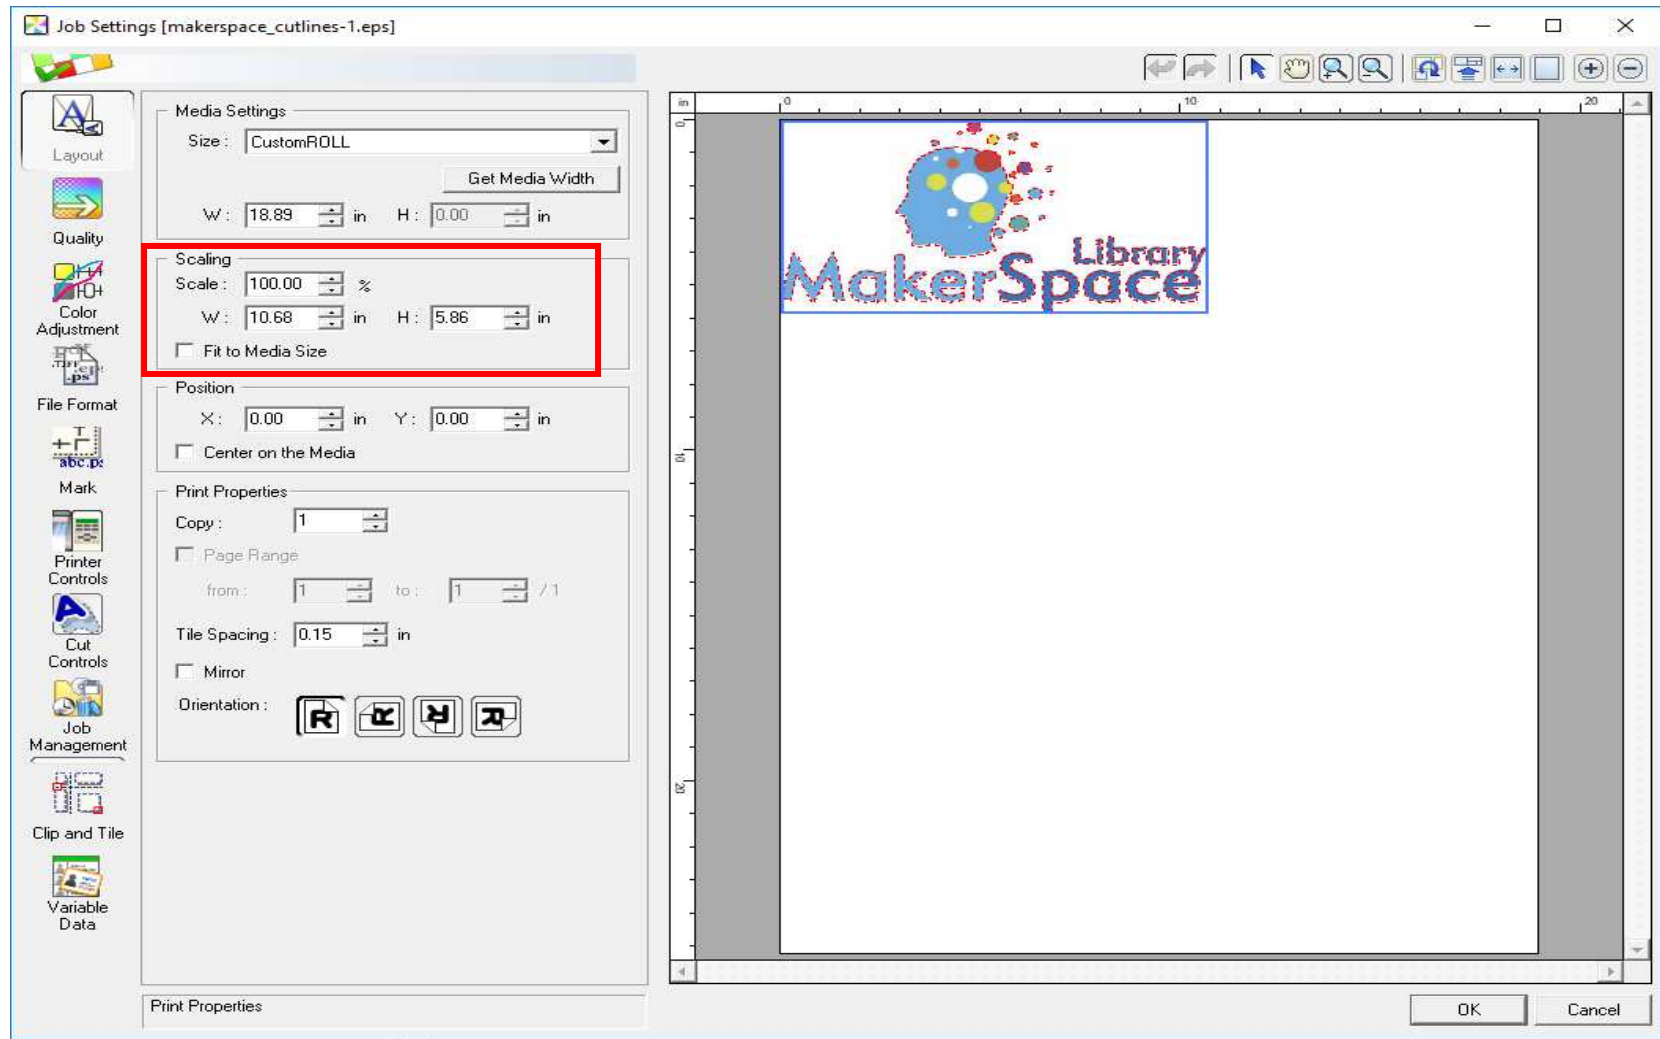 Job Settings [makerspace_cutlines-1.eps]
Layout
Quality
Color
Adjustment
File Format
abc.p
Mark
Printer
Controls
Cut
Controls
Job
Management
Clip and Tile
Variable
Data
Media Settings
Size : CustomROLL
Get Media Width
W : 18.89 in H : 0.00 in
Scaling
Scale : 100.00 %
W : 10.68 in H : 5.86 in
Fit to Media Size
Position
X : 0.00 in Y : 0.00 in
Center on the Media
Print Properties
Copy : 1
Page Range
from : 1 to : 1 / 1
Tile Spacing : 0.15 in
Mirror
Orientation :
R R R R
Print Properties
in 0 10 20
0
10
20
Library
MakerSpace
OK Cancel